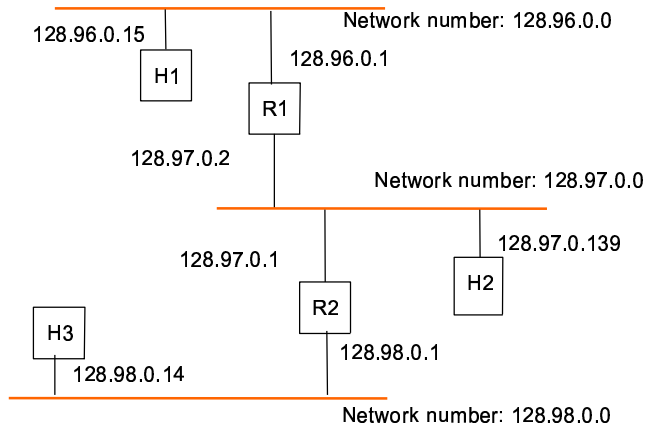 Network number: 128.96.0.0
128.96.0.15
128.96.0.1
H1
R1
128.97.0.2
Network number: 128.97.0.0
128.97.0.139
128.97.0.1
H2
R2
H3
128.98.0.1
128.98.0.14
Network number: 128.98.0.0